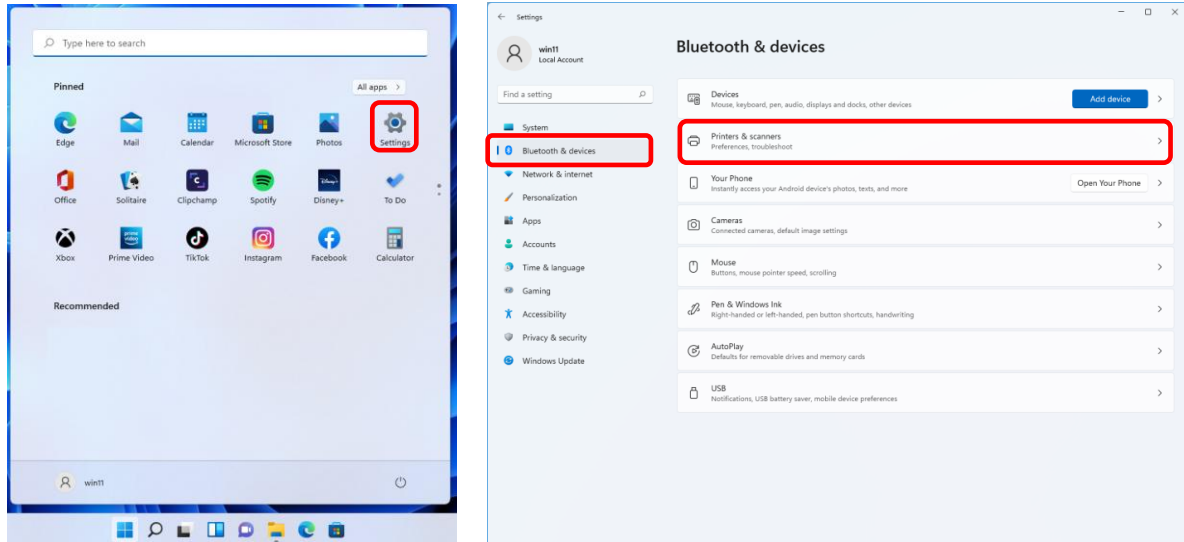 Type here to search
Pinned
All apps >
Edge
Mail
Calendar
Microsoft Store
Photos
Settings
Office
Solitaire
Clipchamp
Spotify
Disney+
To Do
Xbox
Prime Video
TikTok
Instagram
Facebook
Calculator
Recommended
win11
← Settings
win11
Local Account
Find a setting
System
Bluetooth & devices
Network & internet
Personalization
Apps
Accounts
Time & language
Gaming
Accessibility
Privacy & security
Windows Update
Bluetooth & devices
Devices
Mouse, keyboard, pen, audio, displays and docks, other devices
Add device
Printers & scanners
Preferences, troubleshoot
Your Phone
Instantly access your Android device's photos, texts, and more
Open Your Phone
Cameras
Connected cameras, default image settings
Mouse
Buttons, mouse pointer speed, scrolling
Pen & Windows Ink
Right-handed or left-handed, pen button shortcuts, handwriting
AutoPlay
Defaults for removable drives and memory cards
USB
Notifications, USB battery saver, mobile device preferences